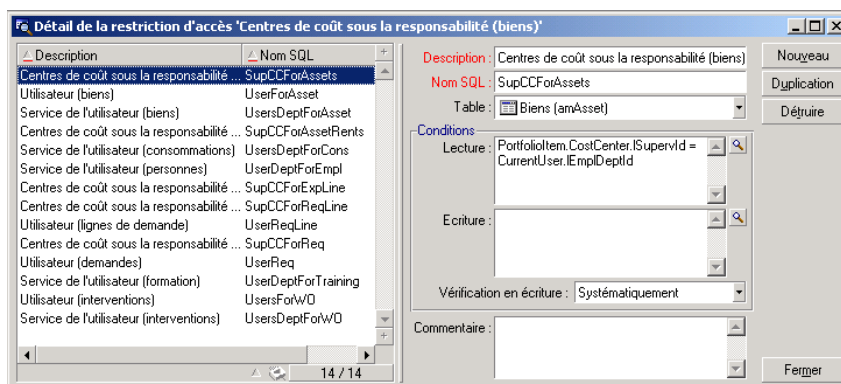 Détail de la restriction d'accès 'Centres de coût sous la responsabilité (biens)'
Description Nom SQL
Centres de coût sous la responsabilité ... SupCCForAssets
Utilisateur (biens) UserForAsset
Service de l'utilisateur (biens) UsersDeptForAsset
Centres de coût sous la responsabilité ... SupCCForAssetRents
Service de l'utilisateur (consommations) UsersDeptForCons
Service de l'utilisateur (personnes) UserDeptForEmpl
Centres de coût sous la responsabilité ... SupCCForExpLine
Centres de coût sous la responsabilité ... SupCCForReqLine
Utilisateur (lignes de demande) UserReqLine
Centres de coût sous la responsabilité ... SupCCForReq
Utilisateur (demandes) UserReq
Service de l'utilisateur (formation) UserDeptForTraining
Utilisateur (interventions) UsersForWO
Service de l'utilisateur (interventions) UsersDeptForWO
14 / 14
Description : Centres de coût sous la responsabilité (biens)
Nom SQL : SupCCForAssets
Table : Biens (amAsset)
Conditions
Lecture : PortfolioItem.CostCenter.lSupervId =
CurrentUser.lEmplDeptId
Ecriture :
Vérification en écriture : Systématiquement
Commentaire :
Nouveau
Duplication
Détruire
Fermer